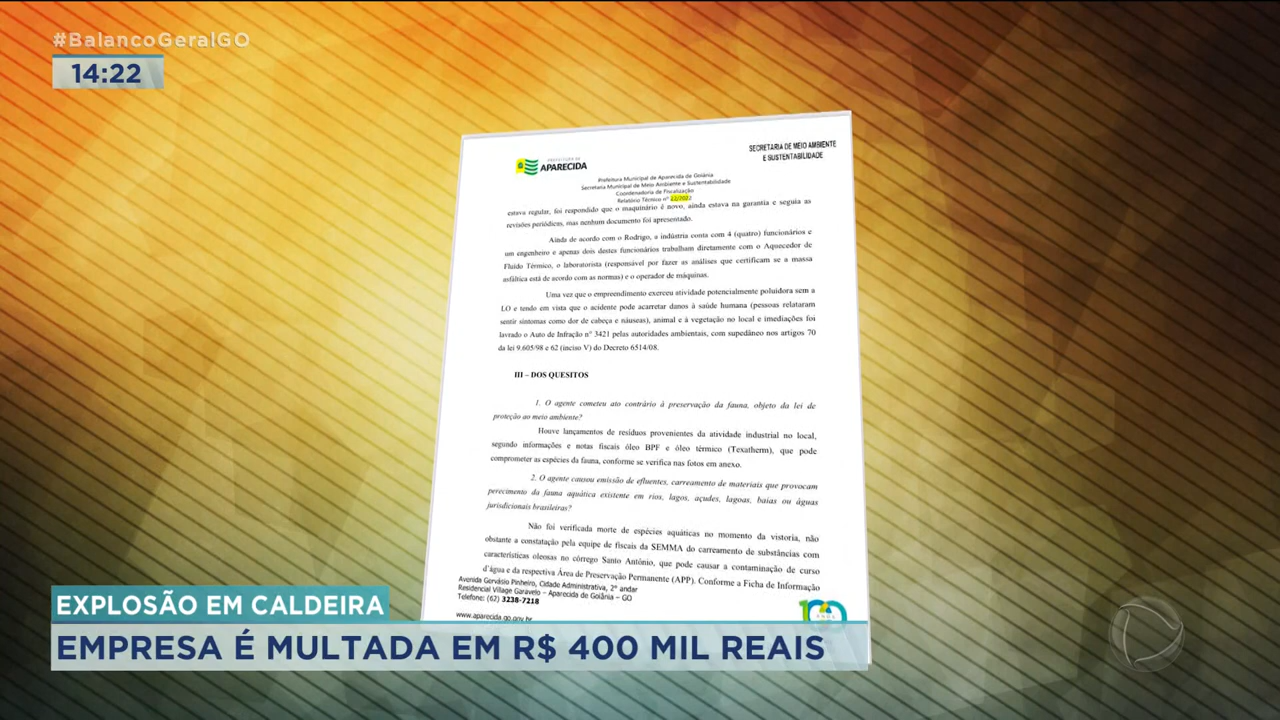 #BalancoGeralGO
14:22
PREFEITURA DE
APARECIDA
SECRETARIA DE MEIO AMBIENTE
E SUSTENTABILIDADE
Prefeitura Municipal de Aparecida de Goiânia
Secretaria Municipal de Meio Ambiente e Sustentabilidade
Coordenadoria de Fiscalização
Relatório Técnico nº 22/2022
estava regular, foi respondido que o maquinário é novo, ainda estava na garantia e seguia as
revisões periódicas, mas nenhum documento foi apresentado.
Ainda de acordo com o Rodrigo, a indústria conta com 4 (quatro) funcionários e
um engenheiro e apenas dois destes funcionários trabalham diretamente com o Aquecedor de
Fluído Térmico, o laboratorista (responsável por fazer as análises que certificam se a massa
asfáltica está de acordo com as normas) e o operador de máquinas.
Uma vez que o empreendimento exerceu atividade potencialmente poluidora sem a
LO e tendo em vista que o acidente pode acarretar danos à saúde humana (pessoas relataram
sentir sintomas como dor de cabeça e náuseas), animal e à vegetação no local e imediações foi
lavrado o Auto de Infração nº 3421 pelas autoridades ambientais, com supedâneo nos artigos 70
da lei 9.605/98 e 62 (inciso V) do Decreto 6514/08.
III – DOS QUESITOS
1. O agente cometeu ato contrário à preservação da fauna, objeto da lei de
proteção ao meio ambiente?
Houve lançamentos de resíduos provenientes da atividade industrial no local,
segundo informações e notas fiscais óleo BPF e óleo térmico (Texatherm), que pode
comprometer as espécies da fauna, conforme se verifica nas fotos em anexo.
2. O agente causou emissão de efluentes, carreamento de materiais que provocam
perecimento da fauna aquática existente em rios, lagos, açudes, lagoas, baias ou águas
jurisdicionais brasileiras?
Não foi verificada morte de espécies aquáticas no momento da vistoria, não
obstante a constatação pela equipe de fiscais da SEMMA do carreamento de substâncias com
características oleosas no córrego Santo Antônio, que pode causar a contaminação de curso
d'água e da respectiva Área de Preservação Permanente (APP). Conforme a Ficha de Informação
Avenida Gervásio Pinheiro, Cidade Administrativa, 2º andar
Residencial Village Garavelo – Aparecida de Goiânia – GO
Telefone: (62) 3238-7218
www.aparecida.go.gov.br
100
ANOS
EXPLOSÃO EM CALDEIRA
EMPRESA É MULTADA EM R$ 400 MIL REAIS